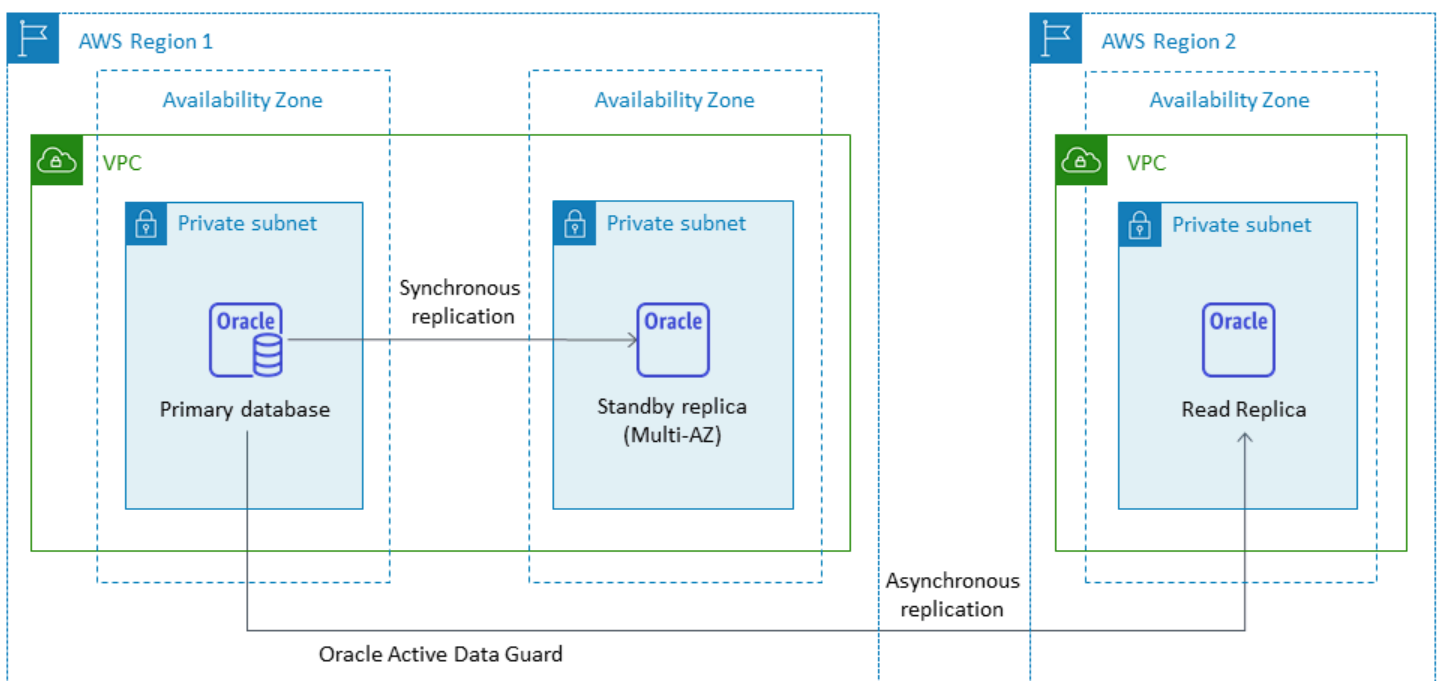 AWS Region 1
AWS Region 2
Availability Zone
Availability Zone
Availability Zone
VPC
VPC
Private subnet
Private subnet
Private subnet
Synchronous
replication
Oracle
Oracle
Oracle
Primary database
Standby replica
(Multi-AZ)
Read Replica
Asynchronous
replication
Oracle Active Data Guard